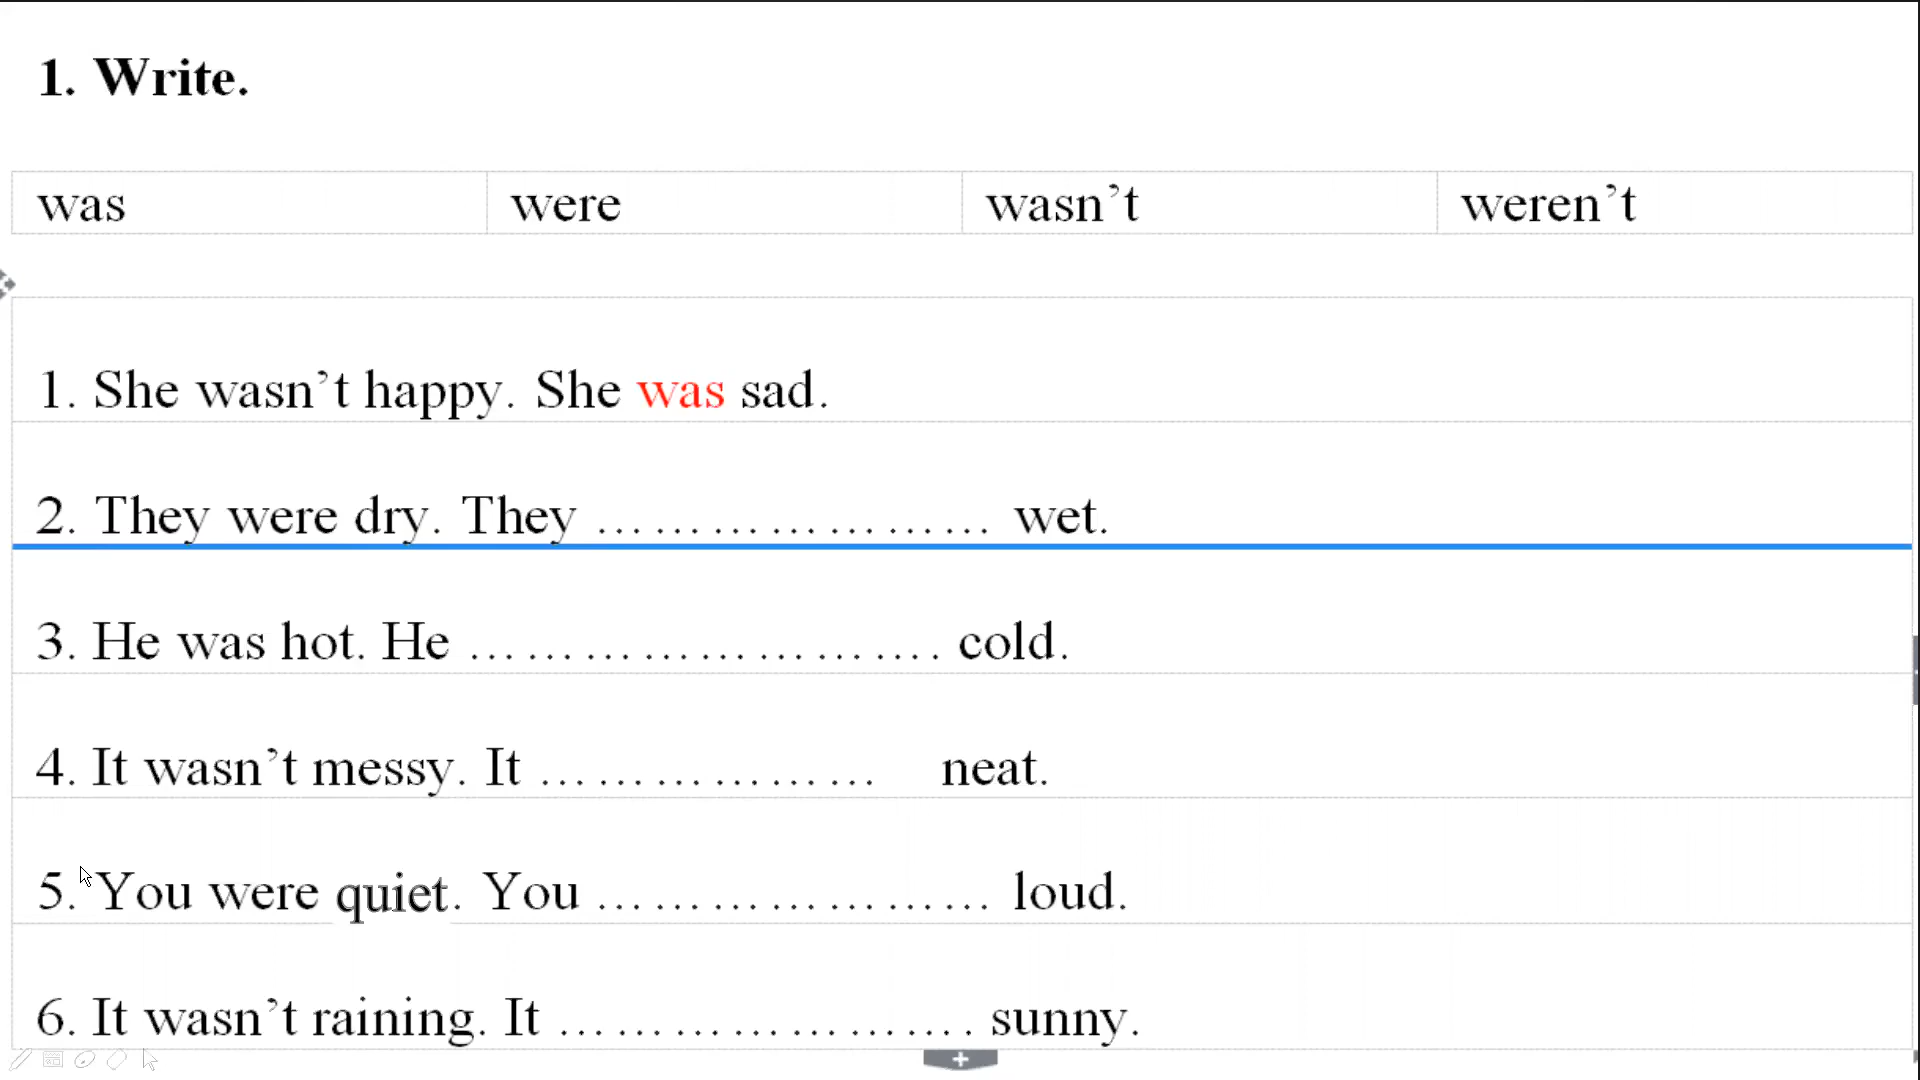 1. Write.
was were wasn’t weren’t
1. She wasn’t happy. She was sad.
2. They were dry. They ………………… wet.
3. He was hot. He ……………………. cold.
4. It wasn’t messy. It ……………… neat.
5. You were quiet. You ………………… loud.
6. It wasn’t raining. It …………………. sunny.